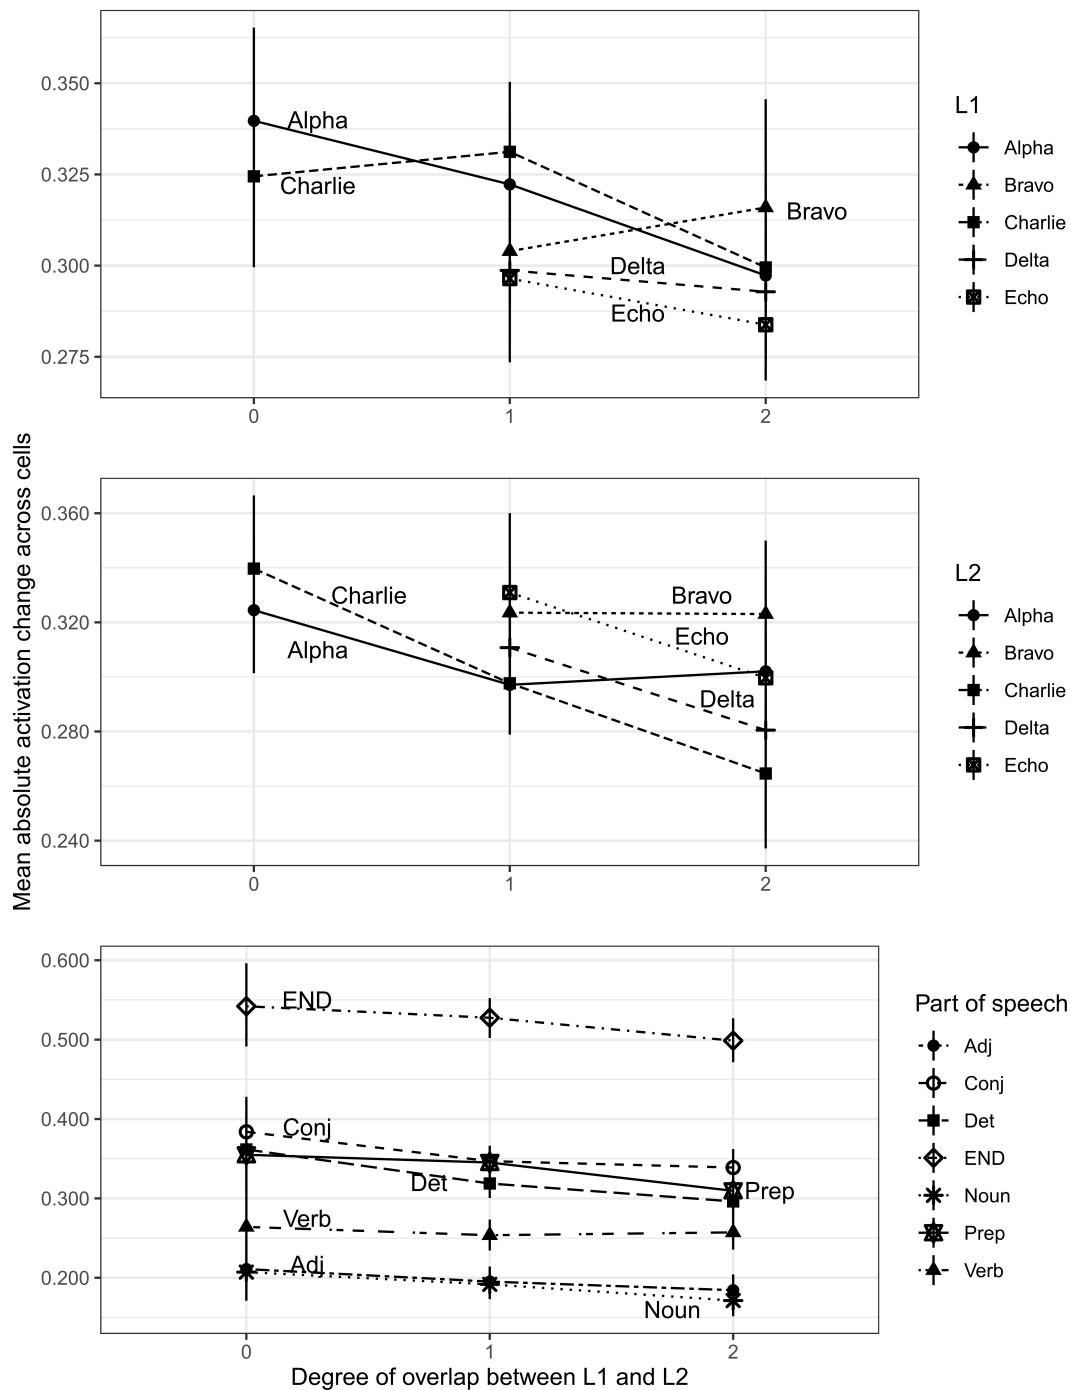 0.350
0.325
0.300
0.275
Alpha
Charlie
Bravo
Delta
Echo
0 1 2
L1
Alpha
Bravo
Charlie
Delta
Echo
Mean absolute activation change across cells
0.360
0.320
0.280
0.240
Charlie
Alpha
Bravo
Echo
Delta
0 1 2
L2
Alpha
Bravo
Charlie
Delta
Echo
0.600
0.500
0.400
0.300
0.200
END
Conj
Det
Prep
Verb
Adj
Noun
0 1 2
Degree of overlap between L1 and L2
Part of speech
Adj
Conj
Det
END
Noun
Prep
Verb